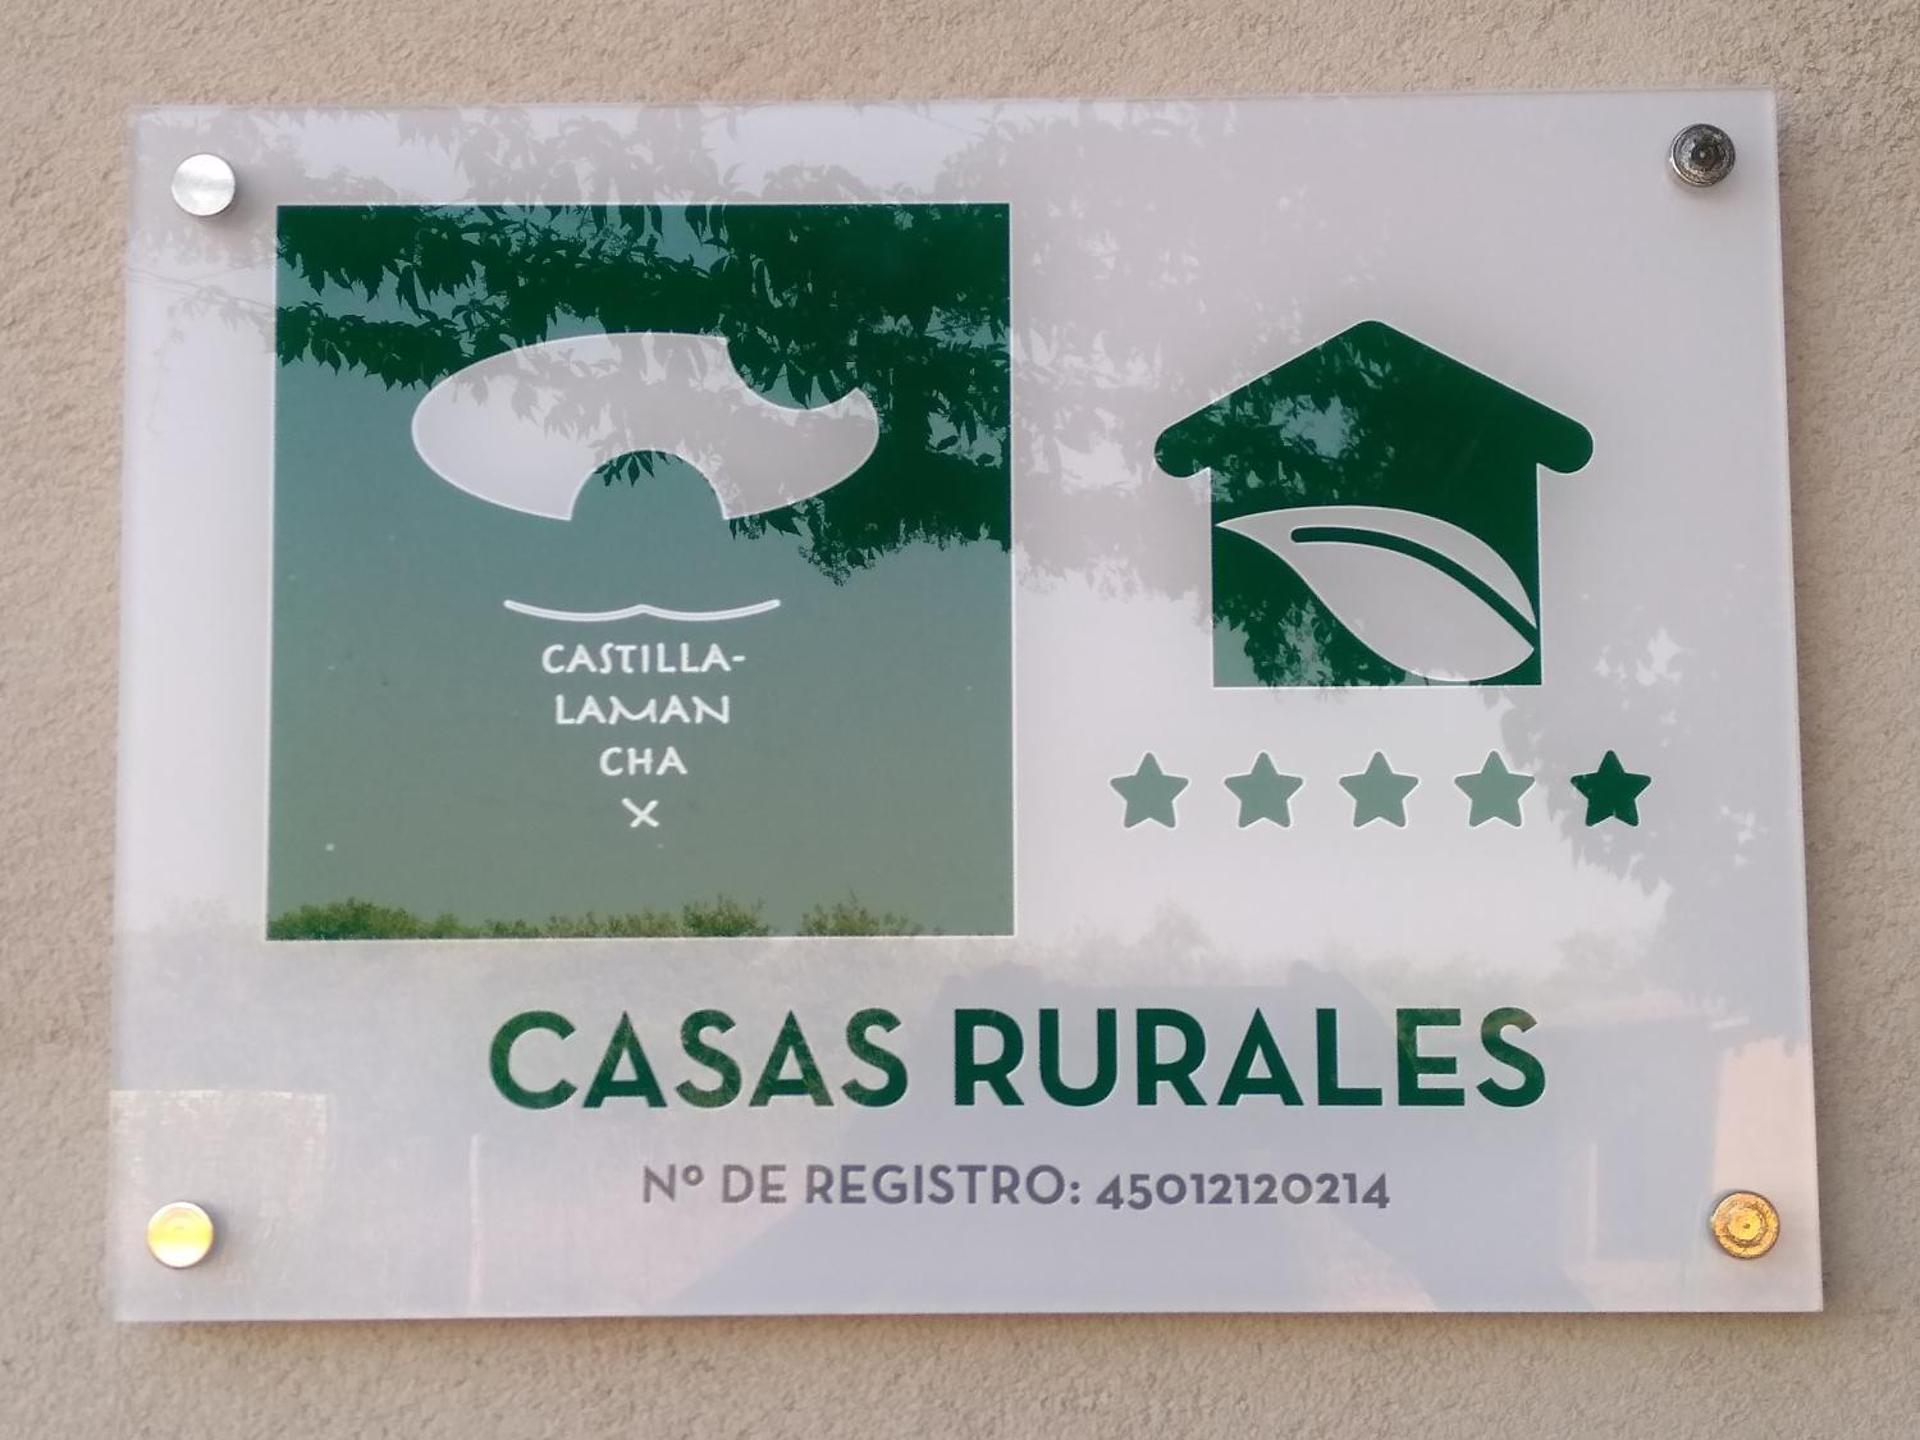 CASTILLA-
LAMAN
CHA
X
CASAS RURALES
Nº DE REGISTRO: 45012120214